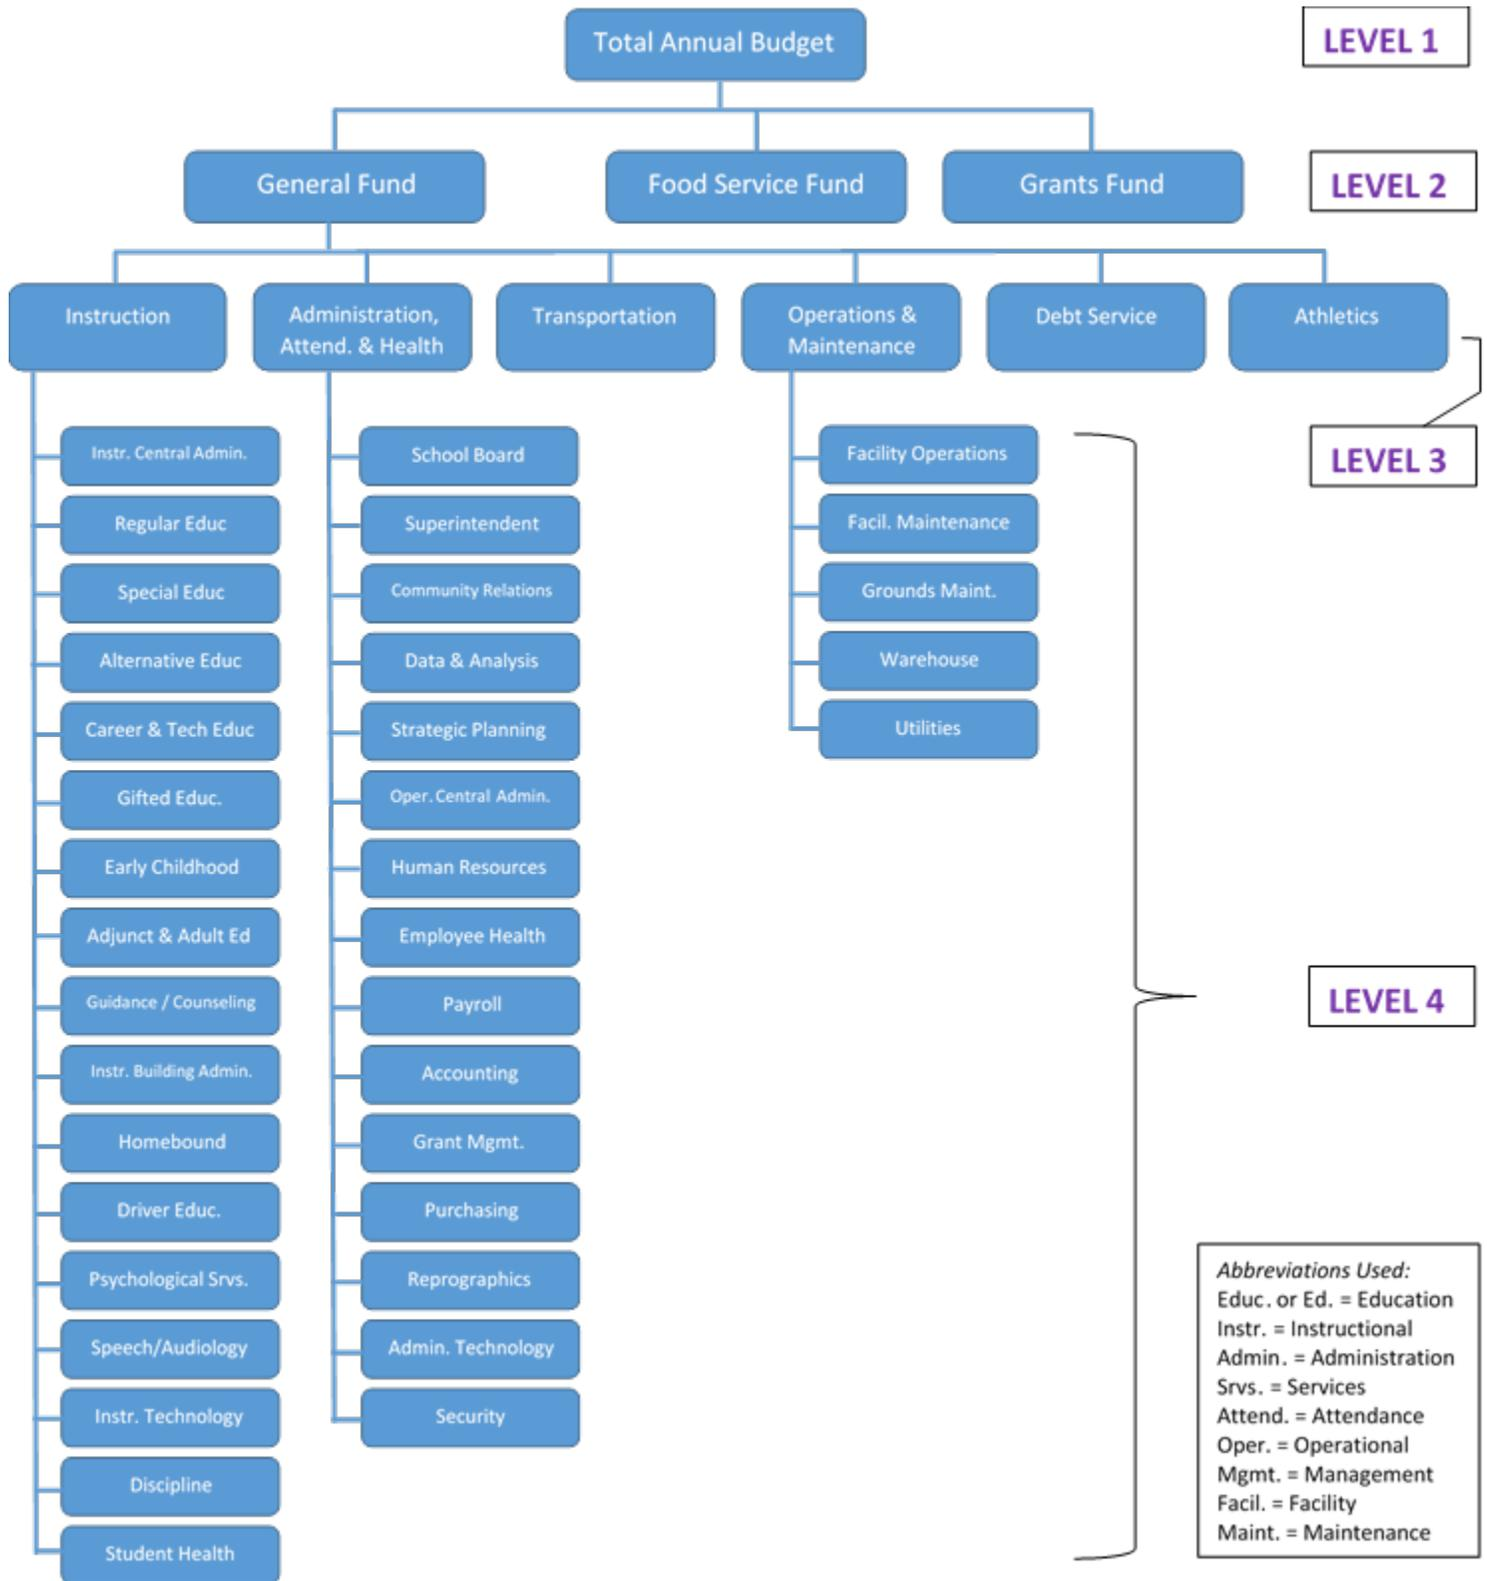 Total Annual Budget
LEVEL 1
General Fund
Food Service Fund
Grants Fund
LEVEL 2
Instruction
Administration,
Attend. & Health
Transportation
Operations &
Maintenance
Debt Service
Athletics
LEVEL 3
Instr. Central Admin.
Regular Educ
Special Educ
Alternative Educ
Career & Tech Educ
Gifted Educ.
Early Childhood
Adjunct & Adult Ed
Guidance / Counseling
Instr. Building Admin.
Homebound
Driver Educ.
Psychological Srvs.
Speech/Audiology
Instr. Technology
Discipline
Student Health
School Board
Superintendent
Community Relations
Data & Analysis
Strategic Planning
Oper. Central Admin.
Human Resources
Employee Health
Payroll
Accounting
Grant Mgmt.
Purchasing
Reprographics
Admin. Technology
Security
Facility Operations
Facil. Maintenance
Grounds Maint.
Warehouse
Utilities
LEVEL 4
Abbreviations Used:
Educ. or Ed. = Education
Instr. = Instructional
Admin. = Administration
Srvs. = Services
Attend. = Attendance
Oper. = Operational
Mgmt. = Management
Facil. = Facility
Maint. = Maintenance